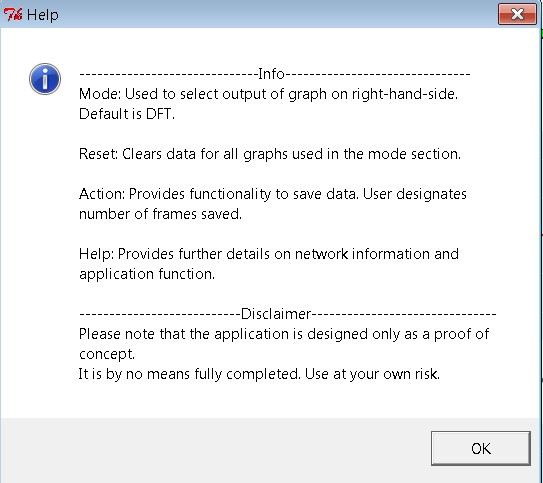 Help
------------------------------Info-------------------------------
Mode: Used to select output of graph on right-hand-side.
Default is DFT.
Reset: Clears data for all graphs used in the mode section.
Action: Provides functionality to save data. User designates
number of frames saved.
Help: Provides further details on network information and
application function.
---------------------------Disclaimer-------------------------------
Please note that the application is designed only as a proof of
concept.
It is by no means fully completed. Use at your own risk.
OK